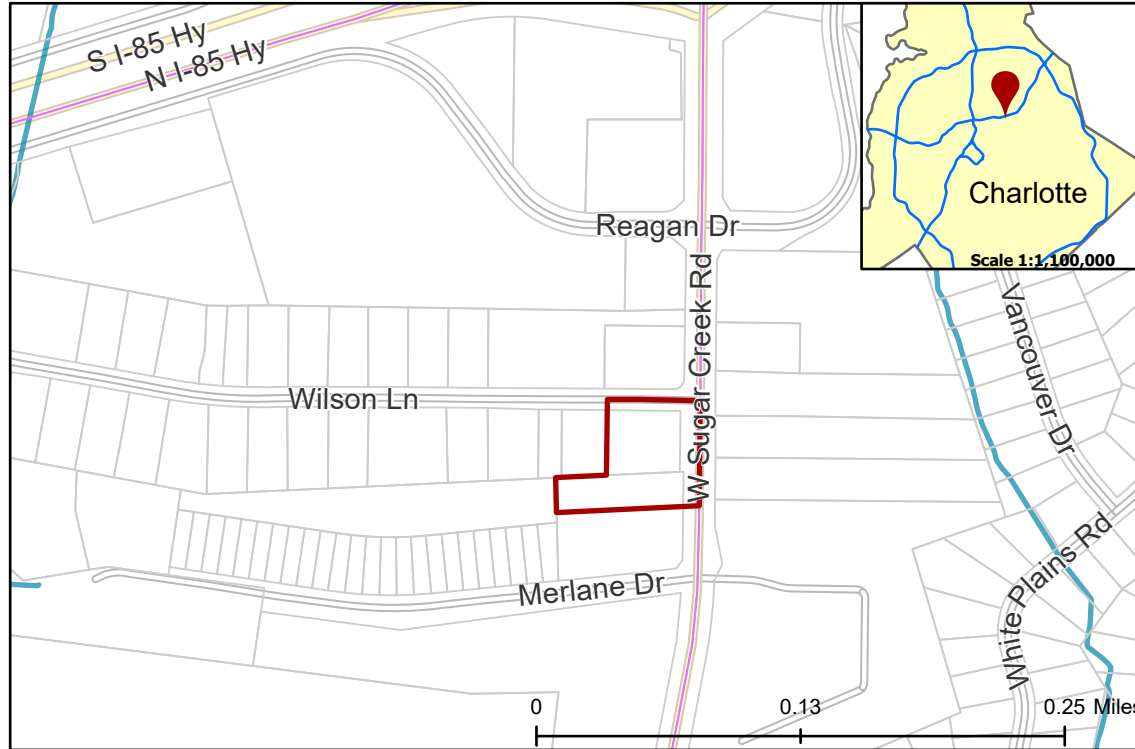 S I-85 Hy
N I-85 Hy
Charlotte
Scale 1:1,100,000
Reagan Dr
W Sugar Creek Rd
Vancouver Dr
Wilson Ln
White Plains Rd
Merlane Dr
0
0.13
0.25 Miles